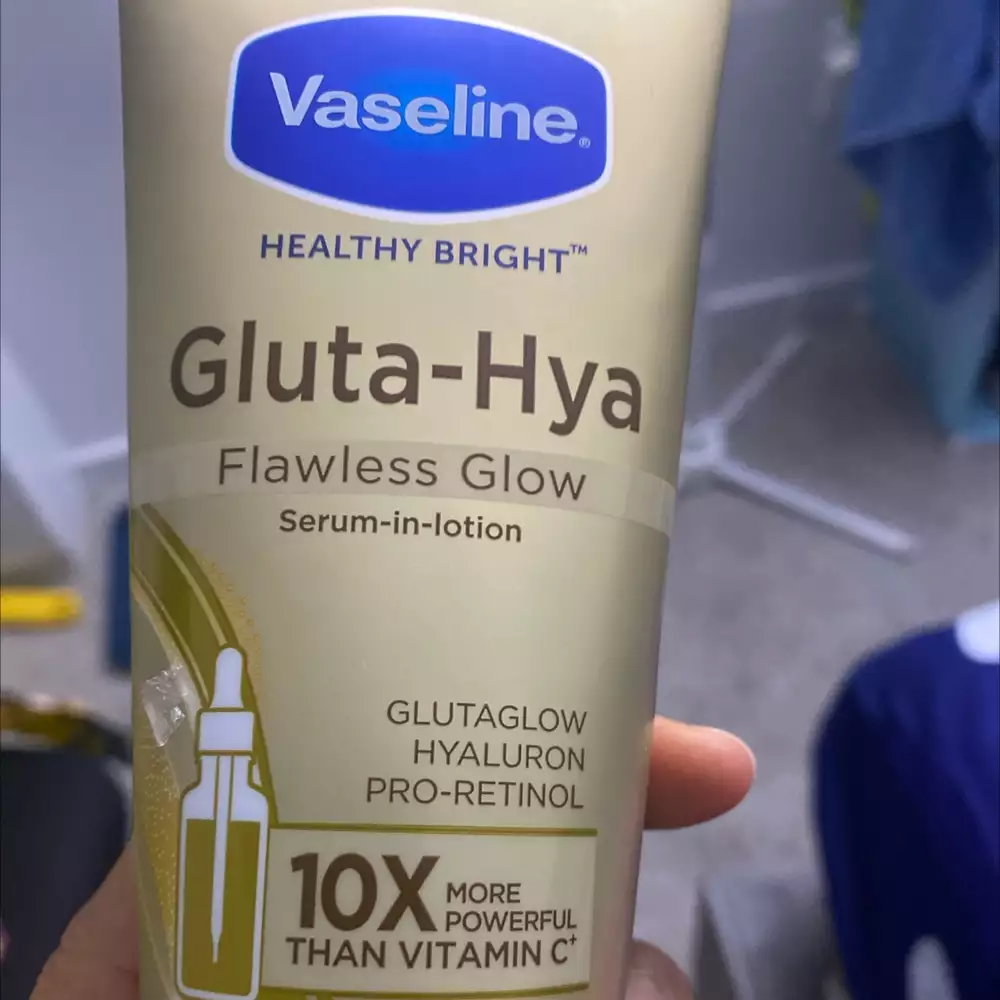 Vaseline®
HEALTHY BRIGHT™
Gluta-Hya
Flawless Glow
Serum-in-lotion
GLUTAGLOW
HYALURON
PRO-RETINOL
10X MORE
POWERFUL
THAN VITAMIN C⁺